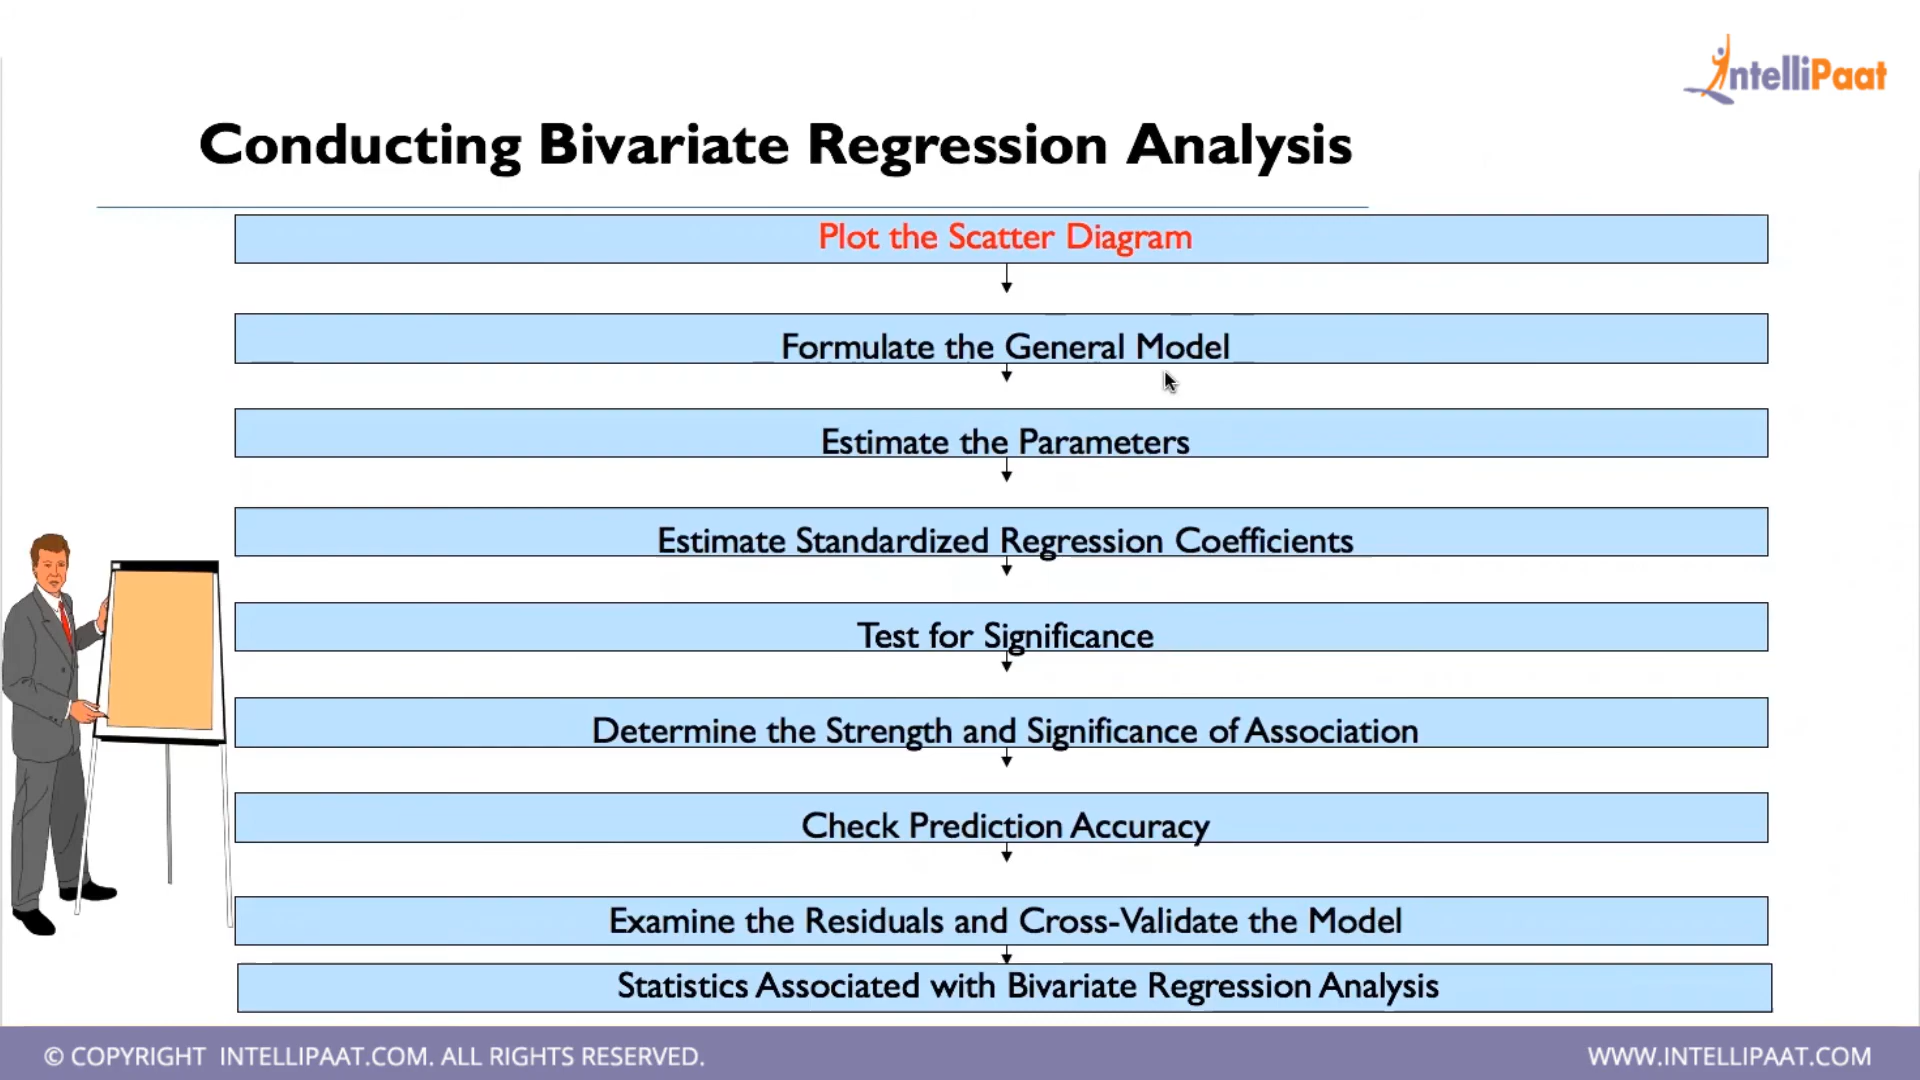 IntelliPaat
Conducting Bivariate Regression Analysis
Plot the Scatter Diagram
Formulate the General Model
Estimate the Parameters
Estimate Standardized Regression Coefficients
Test for Significance
Determine the Strength and Significance of Association
Check Prediction Accuracy
Examine the Residuals and Cross-Validate the Model
Statistics Associated with Bivariate Regression Analysis
© COPYRIGHT INTELLIPAAT.COM. ALL RIGHTS RESERVED.
WWW.INTELLIPAAT.COM